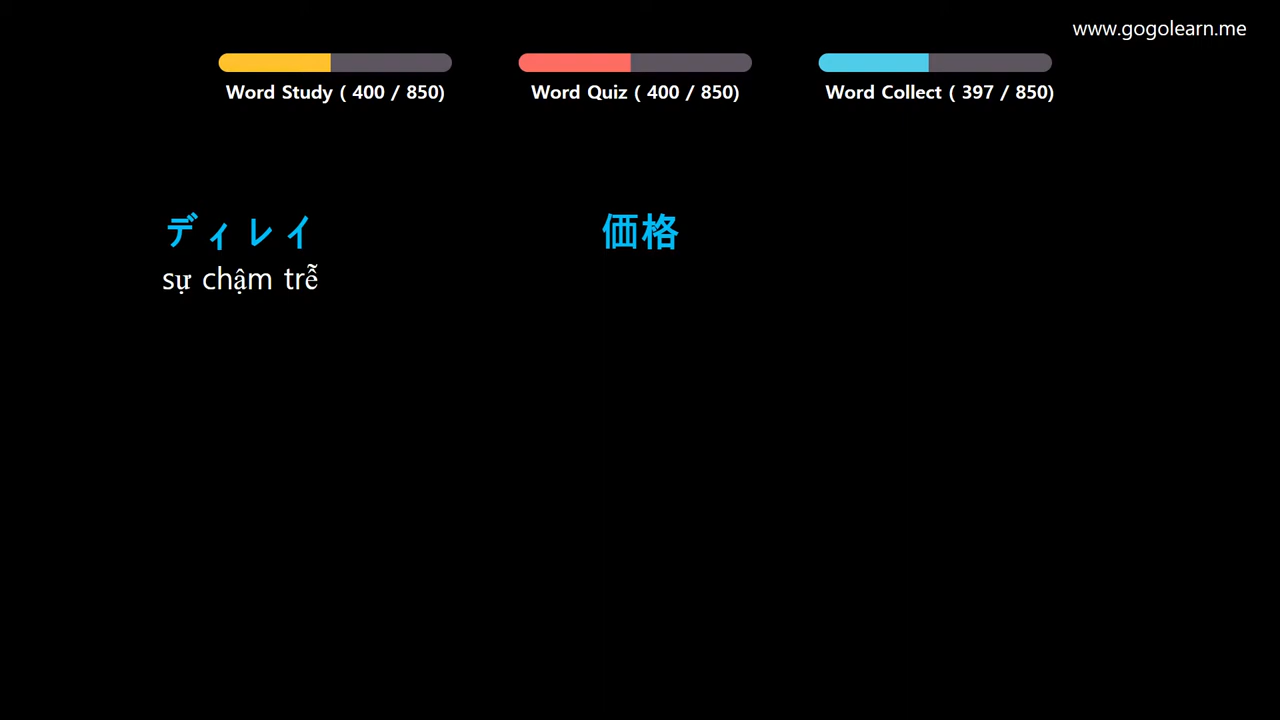 www.gogolearn.me
Word Study ( 400 / 850)
Word Quiz ( 400 / 850)
Word Collect ( 397 / 850)
ディレイ
sự chậm trễ
価格